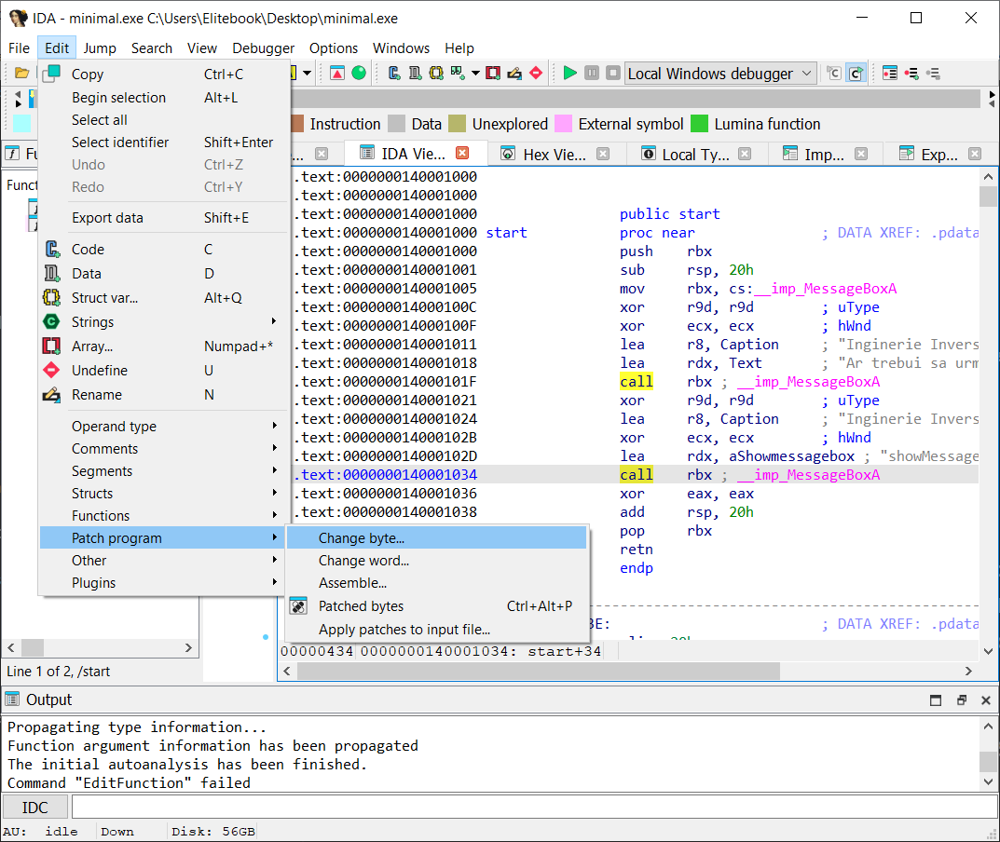 IDA - minimal.exe C:\Users\Elitebook\Desktop\minimal.exe
File Edit Jump Search View Debugger Options Windows Help
Local Windows debugger
Instruction Data Unexplored External symbol Lumina function
IDA Vie... Hex Vie... Local Ty... Imp... Exp...
Funct
Copy Ctrl+C
Begin selection Alt+L
Select all
Select identifier Shift+Enter
Undo Ctrl+Z
Redo Ctrl+Y
Export data Shift+E
Code C
Data D
Struct var... Alt+Q
Strings
Array... Numpad+*
Undefine U
Rename N
Operand type
Comments
Segments
Structs
Functions
Patch program
Other
Plugins
Change byte...
Change word...
Assemble...
Patched bytes Ctrl+Alt+P
Apply patches to input file...
.text:0000000140001000
.text:0000000140001000
.text:0000000140001000 public start
.text:0000000140001000 start proc near ; DATA XREF: .pdata
.text:0000000140001000 push rbx
.text:0000000140001001 sub rsp, 20h
.text:0000000140001005 mov rbx, cs:__imp_MessageBoxA
.text:000000014000100C xor r9d, r9d ; uType
.text:000000014000100F xor ecx, ecx ; hWnd
.text:0000000140001011 lea r8, Caption ; "Inginerie Invers
.text:0000000140001018 lea rdx, Text ; "Ar trebui sa urm
.text:000000014000101F call rbx ; __imp_MessageBoxA
.text:0000000140001021 xor r9d, r9d ; uType
.text:0000000140001024 lea r8, Caption ; "Inginerie Invers
.text:000000014000102B xor ecx, ecx ; hWnd
.text:000000014000102D lea rdx, aShowmessagebox ; "showMessage
.text:0000000140001034 call rbx ; __imp_MessageBoxA
.text:0000000140001036 xor eax, eax
.text:0000000140001038 add rsp, 20h
pop rbx
retn
endp
BE: ; DATA XREF: .pdata
00000434 0000000140001034: start+34
Line 1 of 2, /start
Output
Propagating type information...
Function argument information has been propagated
The initial autoanalysis has been finished.
Command "EditFunction" failed
IDC
AU: idle Down Disk: 56GB